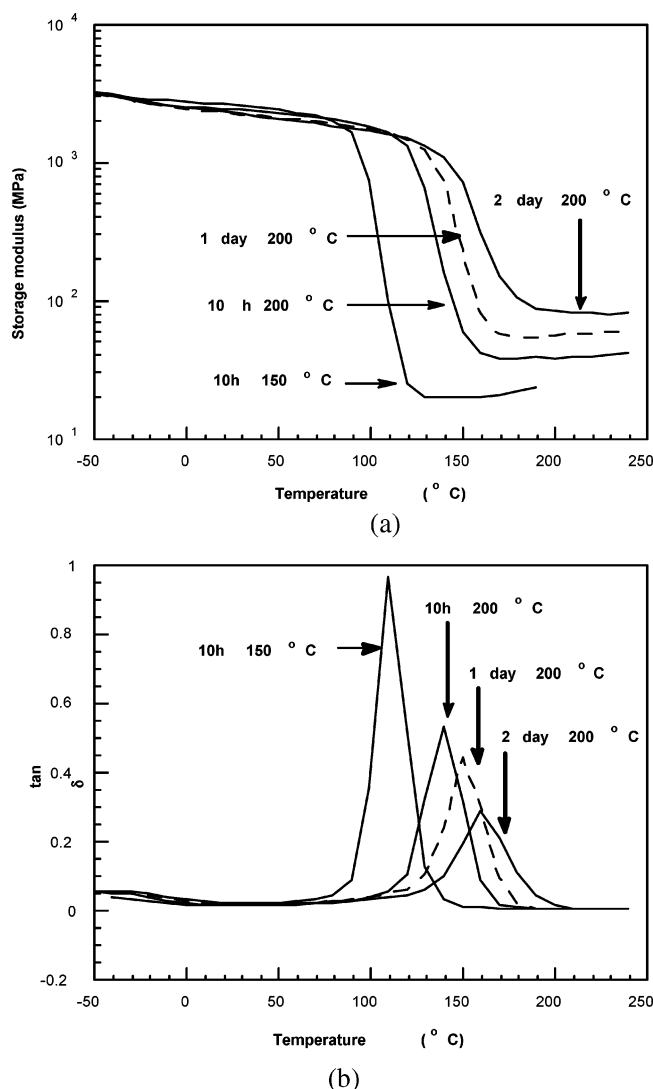 10 4
10 3
10 2
10 1
Storage modulus (MPa)
2 day 200 ° C
1 day 200 ° C
10 h 200 ° C
10h 150 ° C
-50 0 50 100 150 200 250
Temperature ( ° C)
(a)
1
0.8
0.6
0.4
0.2
0
-0.2
tan
δ
10h 200 ° C
10h 150 ° C
1 day 200 ° C
2 day 200 ° C
-50 0 50 100 150 200 250
Temperature ( ° C)
(b)